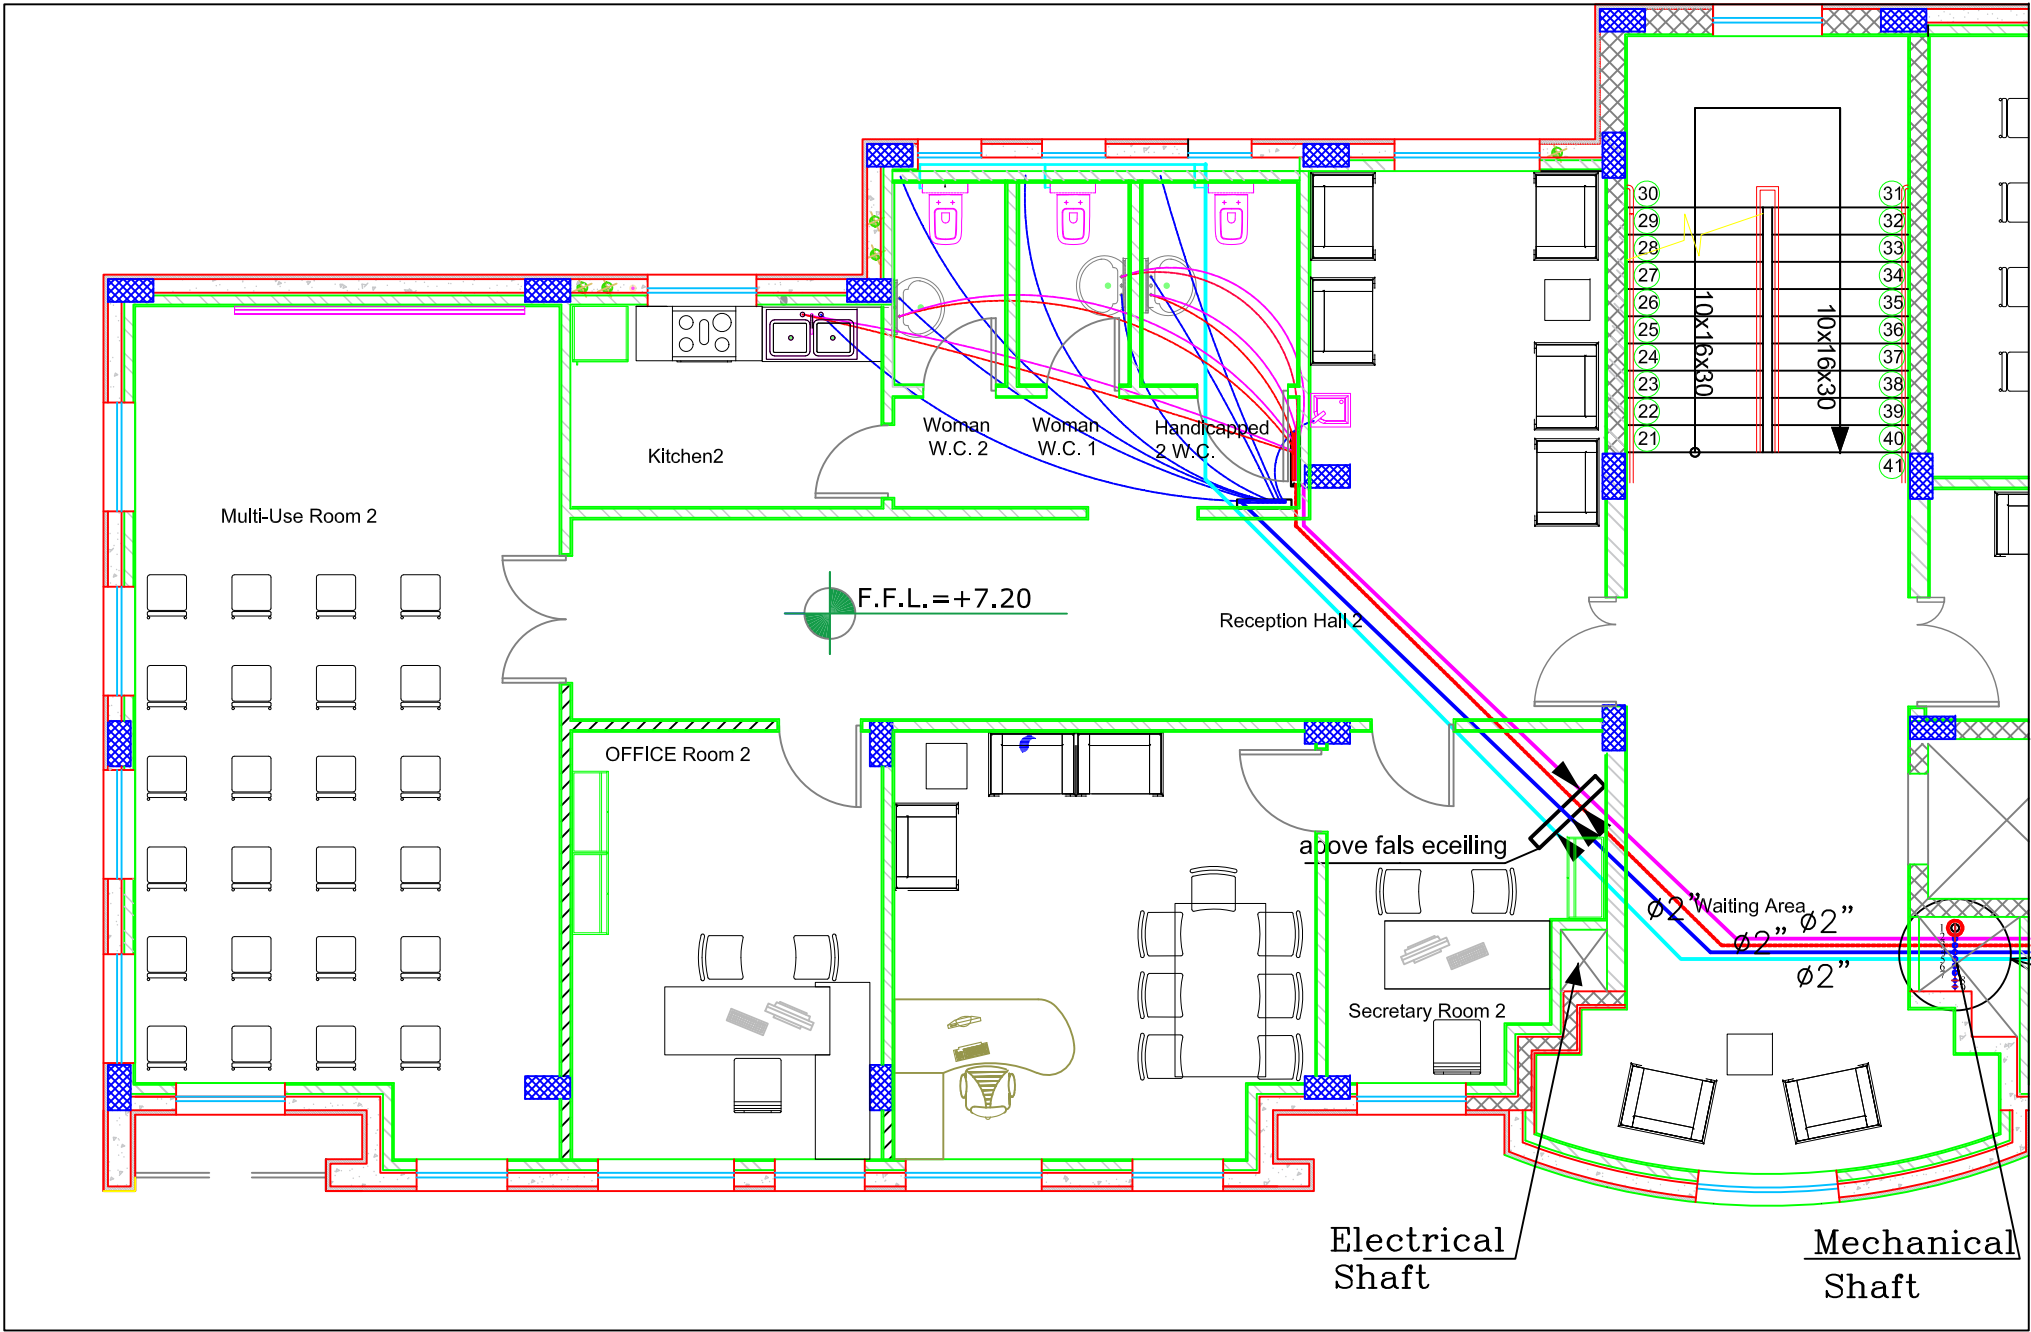 30
31
29
32
28
33
27
34
26
35
25
36
24
37
23
38
22
39
21
40
41
10x16x30
10x16x30
Woman
W.C. 2
Woman
W.C. 1
Handicapped
2 W.C.
Kitchen2
Multi-Use Room 2
F.F.L.=+7.20
Reception Hall 2
OFFICE Room 2
above fals eceiling
Waiting Area
ø2”
ø2”
ø2”
ø2”
Secretary Room 2
Electrical
Shaft
Mechanical
Shaft